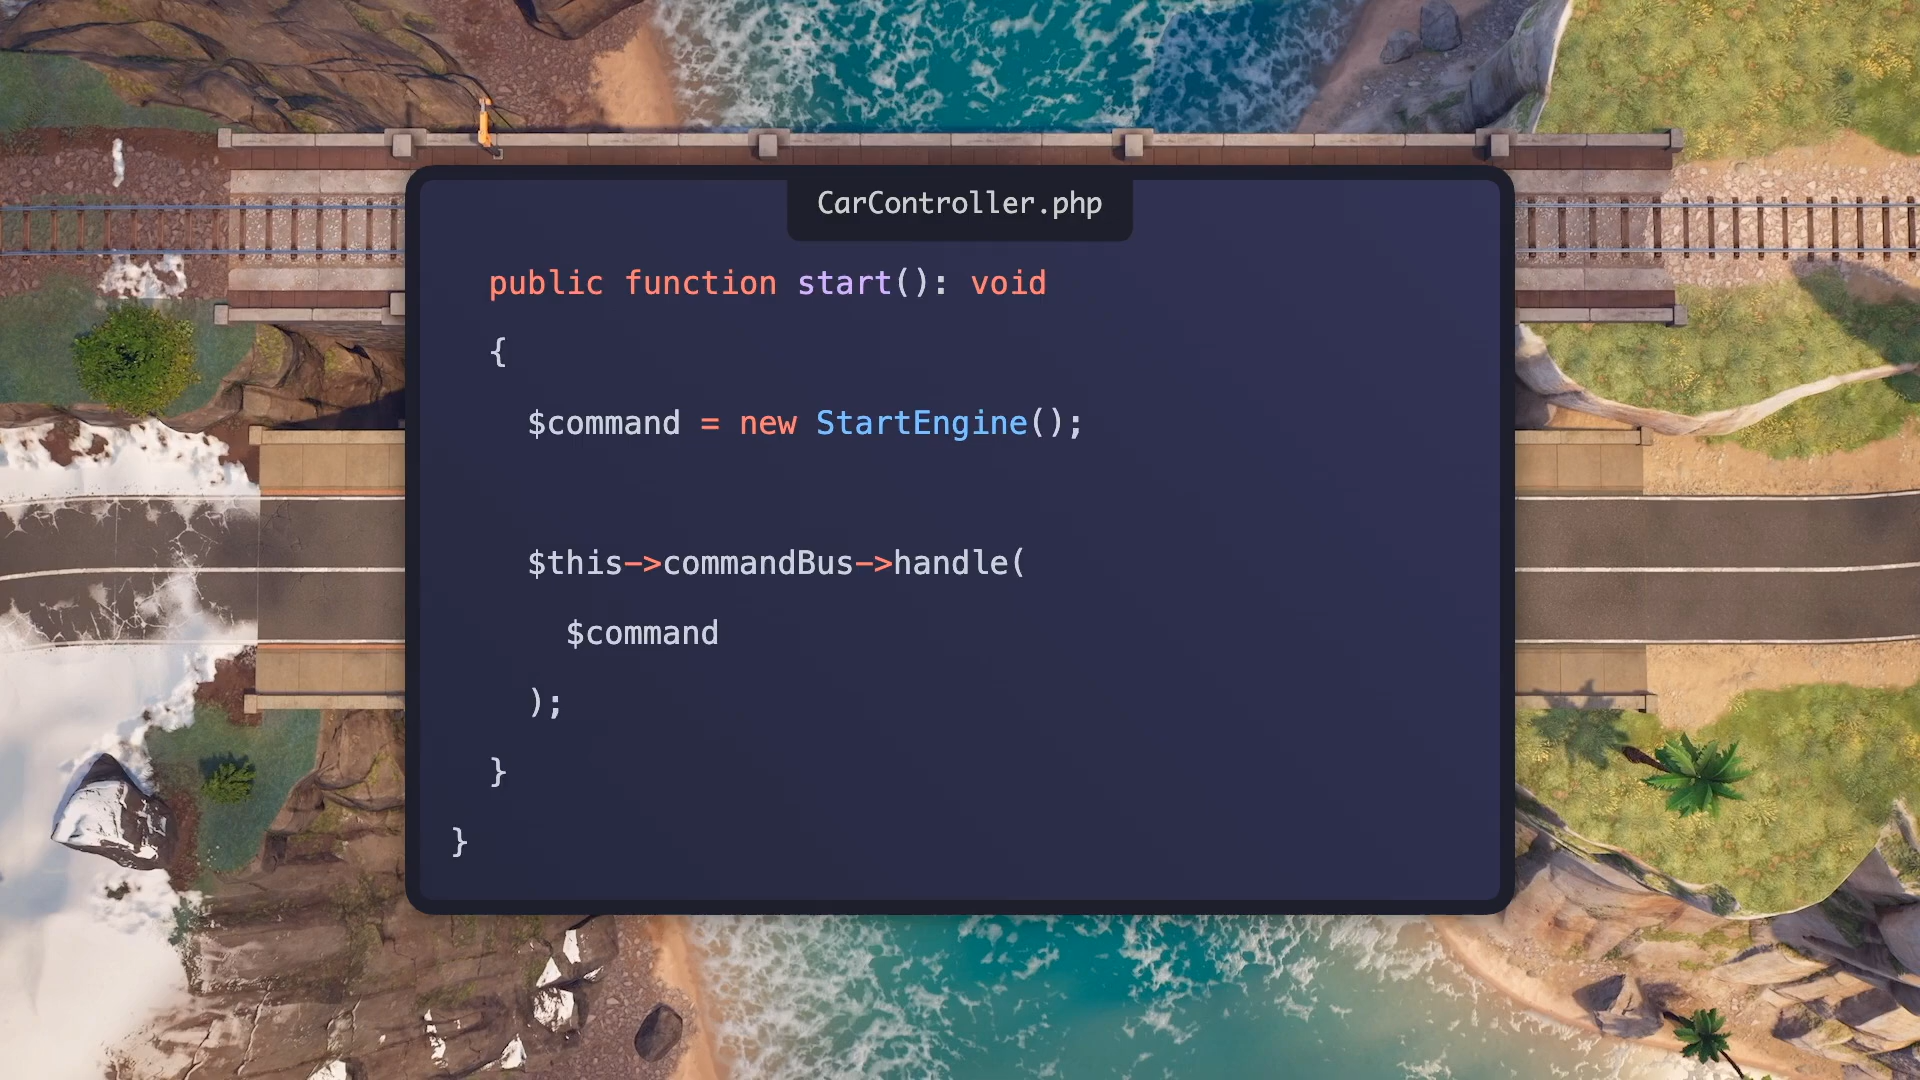 CarController.php
public function start(): void
{
$command = new StartEngine();
$this->commandBus->handle(
$command
);
}
}